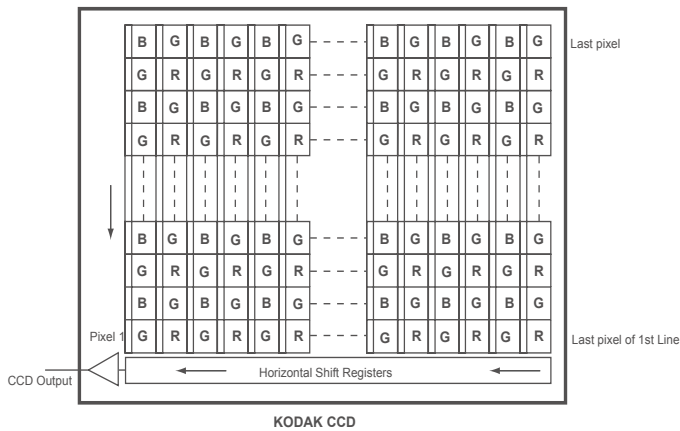 B G B G B G B G B G B G Last pixel
G R G R G R G R G R G R
B G B G B G B G B G B G
G R G R G R G R G R G R
B G B G B G B G B G B G
G R G R G R G R G R G R
B G B G B G B G B G B G
Pixel 1 G R G R G R G R G R G R Last pixel of 1st Line
CCD Output Horizontal Shift Registers
KODAK CCD